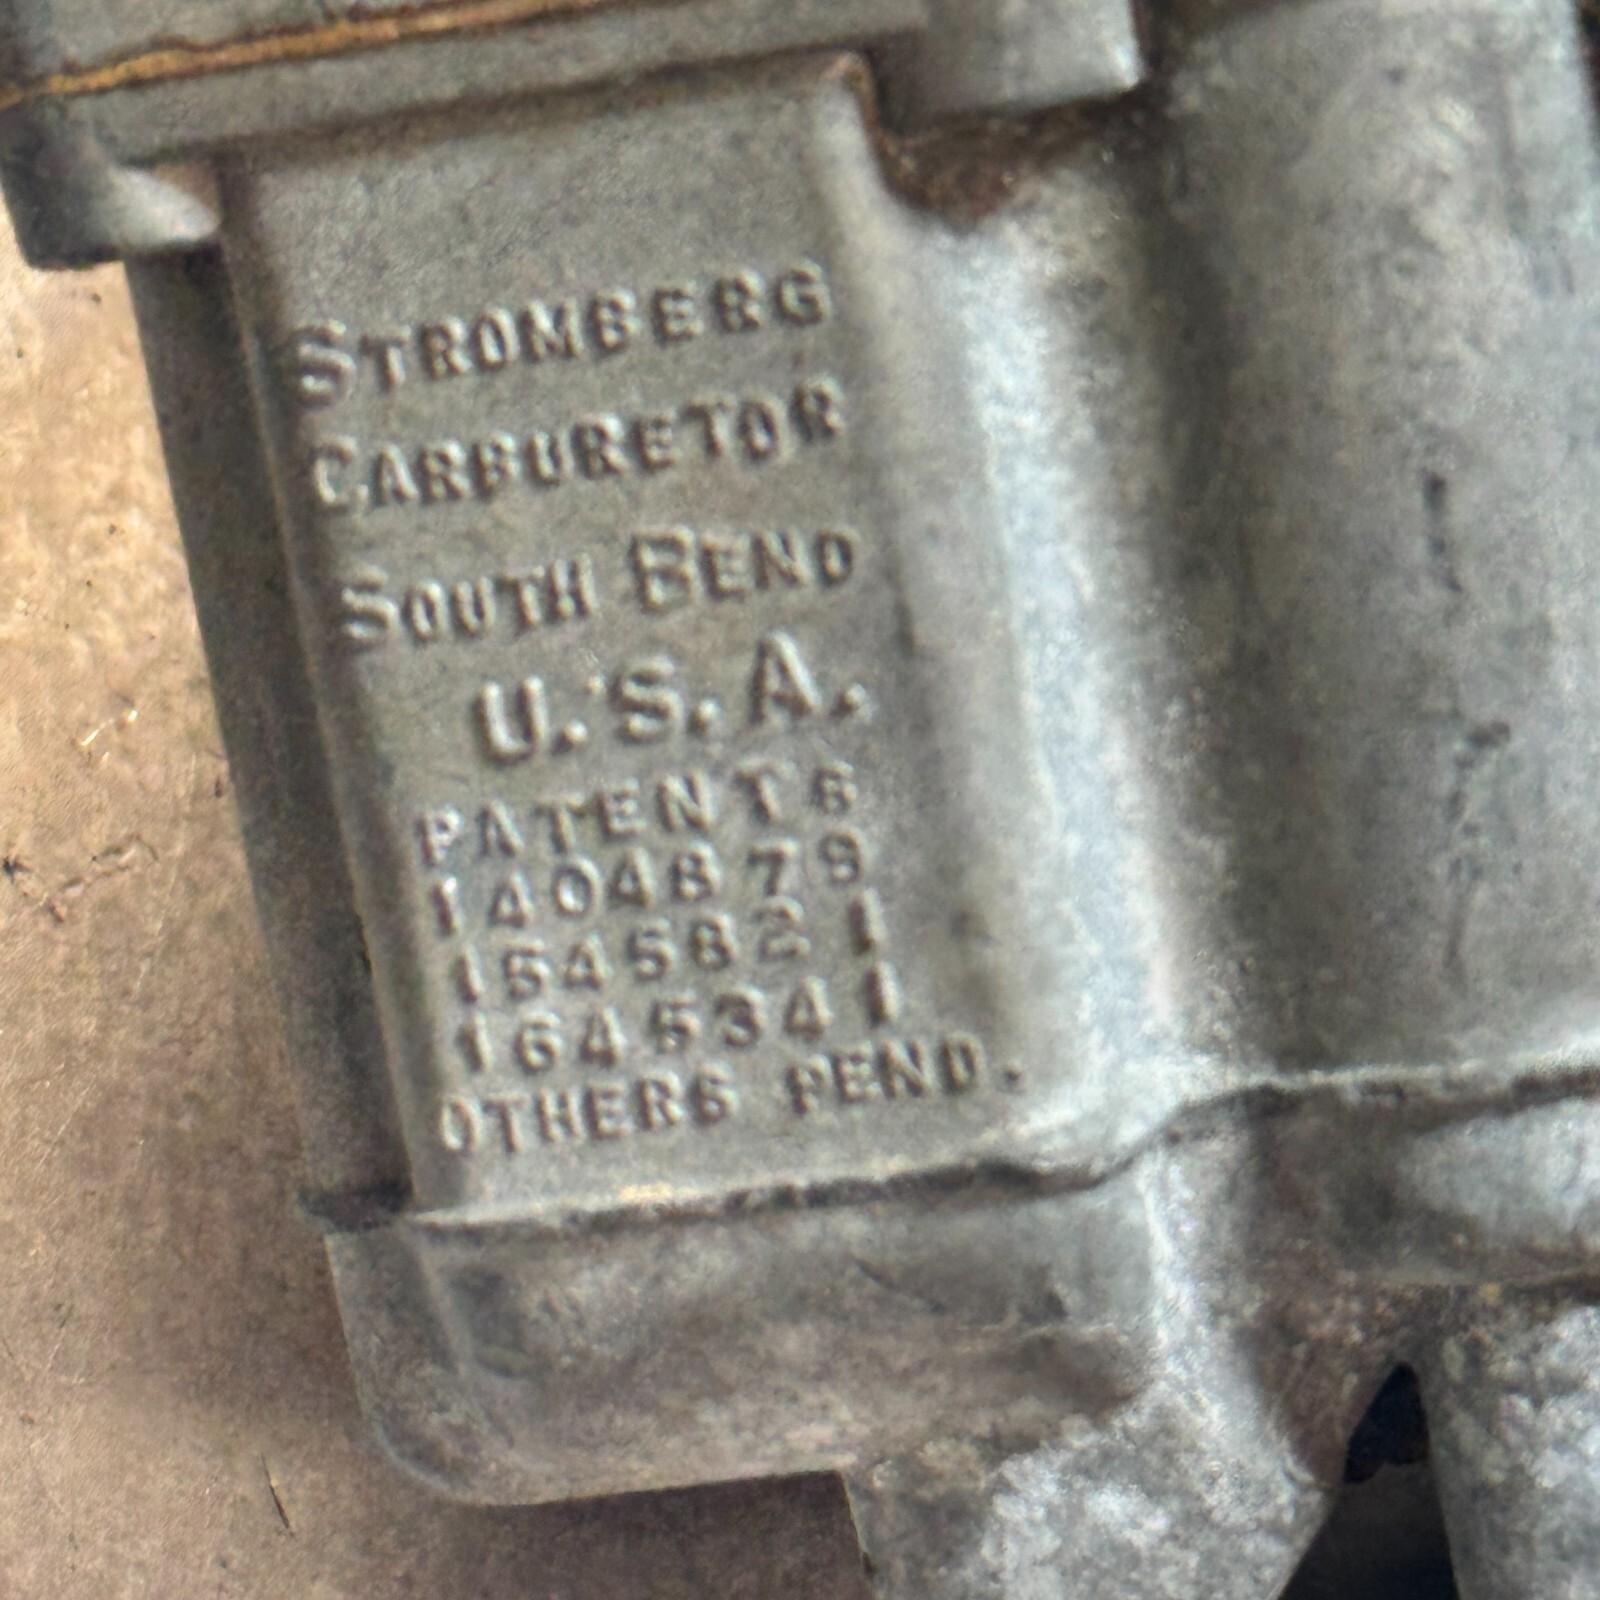 STROMBERG
CARBURETOR
SOUTH BEND
U.S.A.
PATENTS
1404879
1545821
1645341
OTHERS PEND.